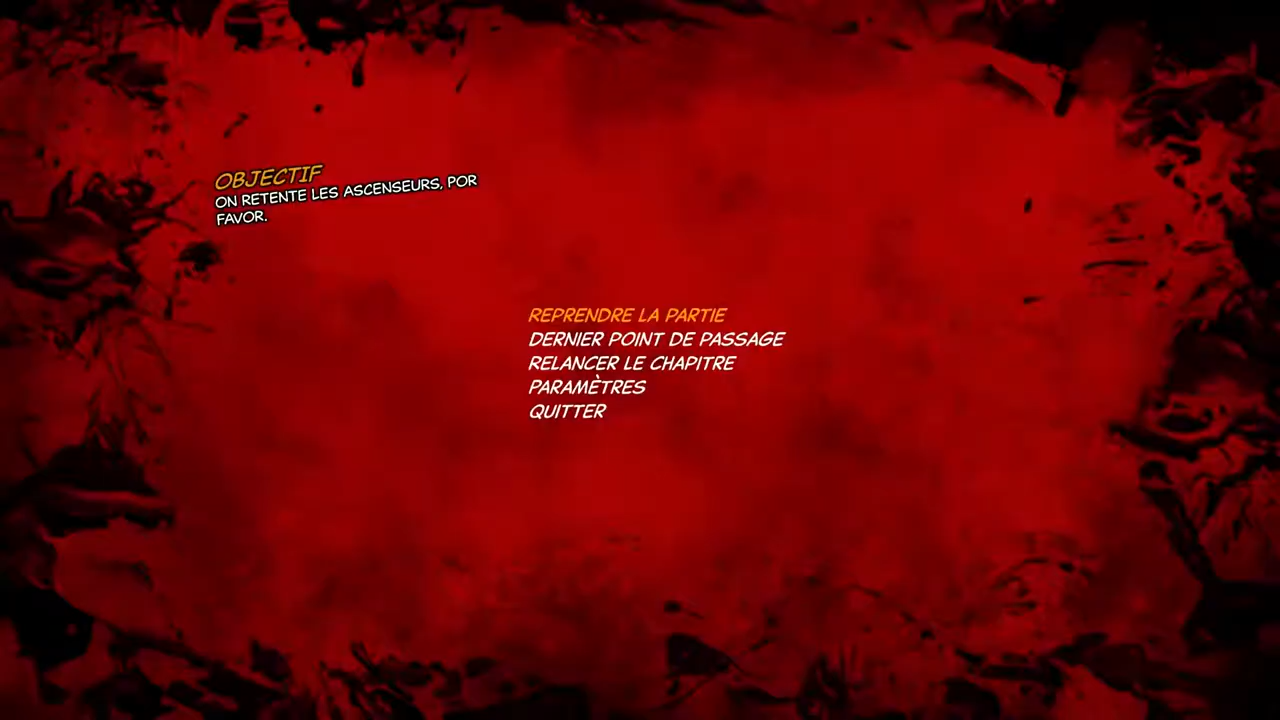 OBJECTIF
ON RETENTE LES ASCENSEURS, POR
FAVOR.
REPRENDRE LA PARTIE
DERNIER POINT DE PASSAGE
RELANCER LE CHAPITRE
PARAMÈTRES
QUITTER